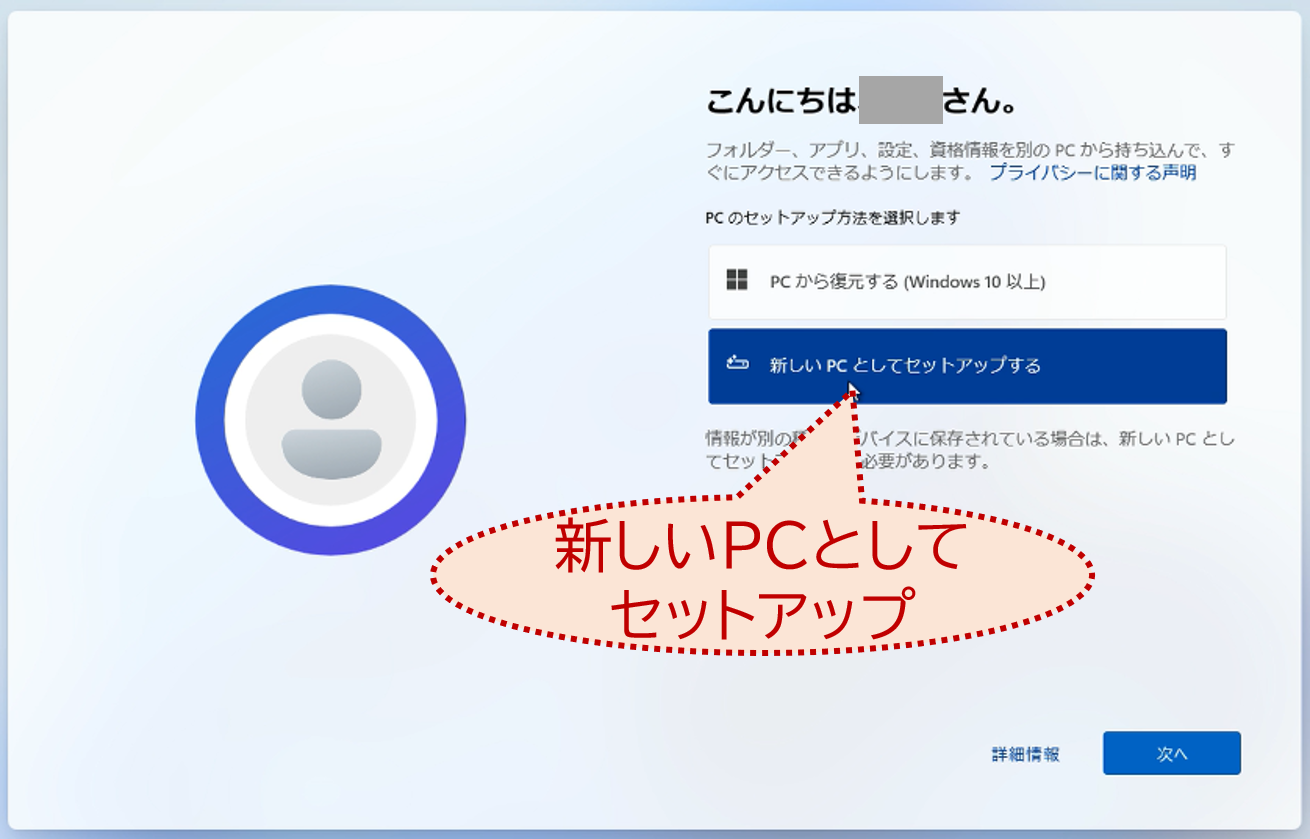 こんにちは、
さん。
フォルダー、アプリ、設定、資格情報を別の PC から持ち込んで、す
ぐにアクセスできるようにします。 プライバシーに関する声明
PC のセットアップ方法を選択します
PC から復元する (Windows 10 以上)
新しい PC としてセットアップする
情報が別の バイスに保存されている場合は、新しい PC とし
てセット 必要があります。
新しいPCとして
セットアップ
詳細情報
次へ